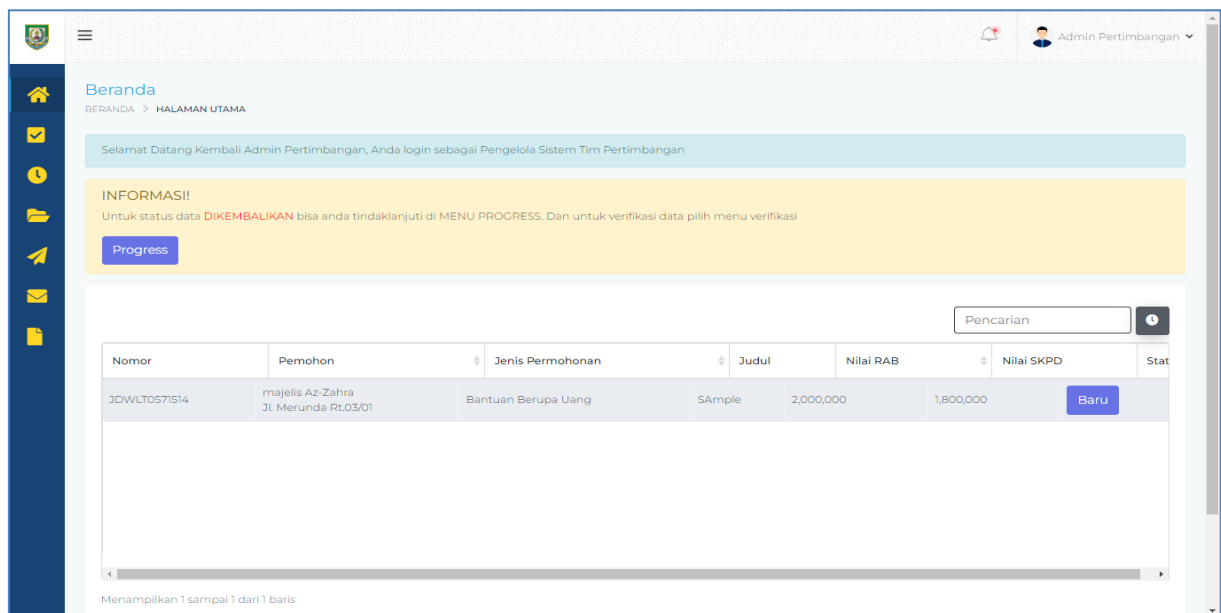 Admin Pertimbangan
Beranda
BERANDA > HALAMAN UTAMA
Selamat Datang Kembali Admin Pertimbangan, Anda login sebagai Pengelola Sistem Tim Pertimbangan
INFORMASI!
Untuk status data DIKEMBALIKAN bisa anda tindaklanjuti di MENU PROGRESS. Dan untuk verifikasi data pilih menu verifikasi
Progress
Pencarian
Nomor Pemohon Jenis Permohonan Judul Nilai RAB Nilai SKPD Stat
JDWLT0571514 majelis Az-Zahra Jl. Merunda Rt.03/01 Bantuan Berupa Uang SAmple 2,000,000 1,800,000 Baru
Menampilkan 1 sampai 1 dari 1 baris